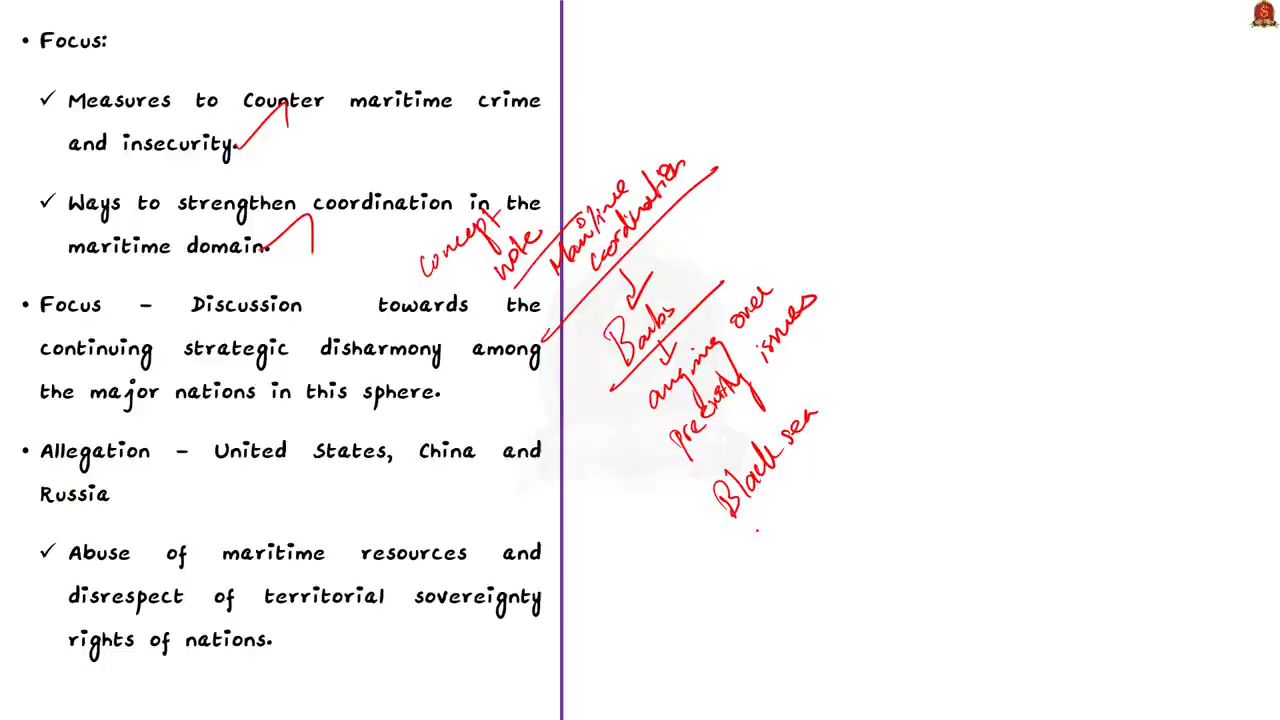 • Focus:
✓ Measures to Counter maritime crime
and insecurity.
✓ Ways to strengthen coordination in the
maritime domain.
• Focus – Discussion towards the
continuing strategic disharmony among
the major nations in this sphere.
• Allegation – United States, China and
Russia
✓ Abuse of maritime resources and
disrespect of territorial sovereignty
rights of nations.
concept
note
Maritime
coordination
Barbs
over
issues
Black sea